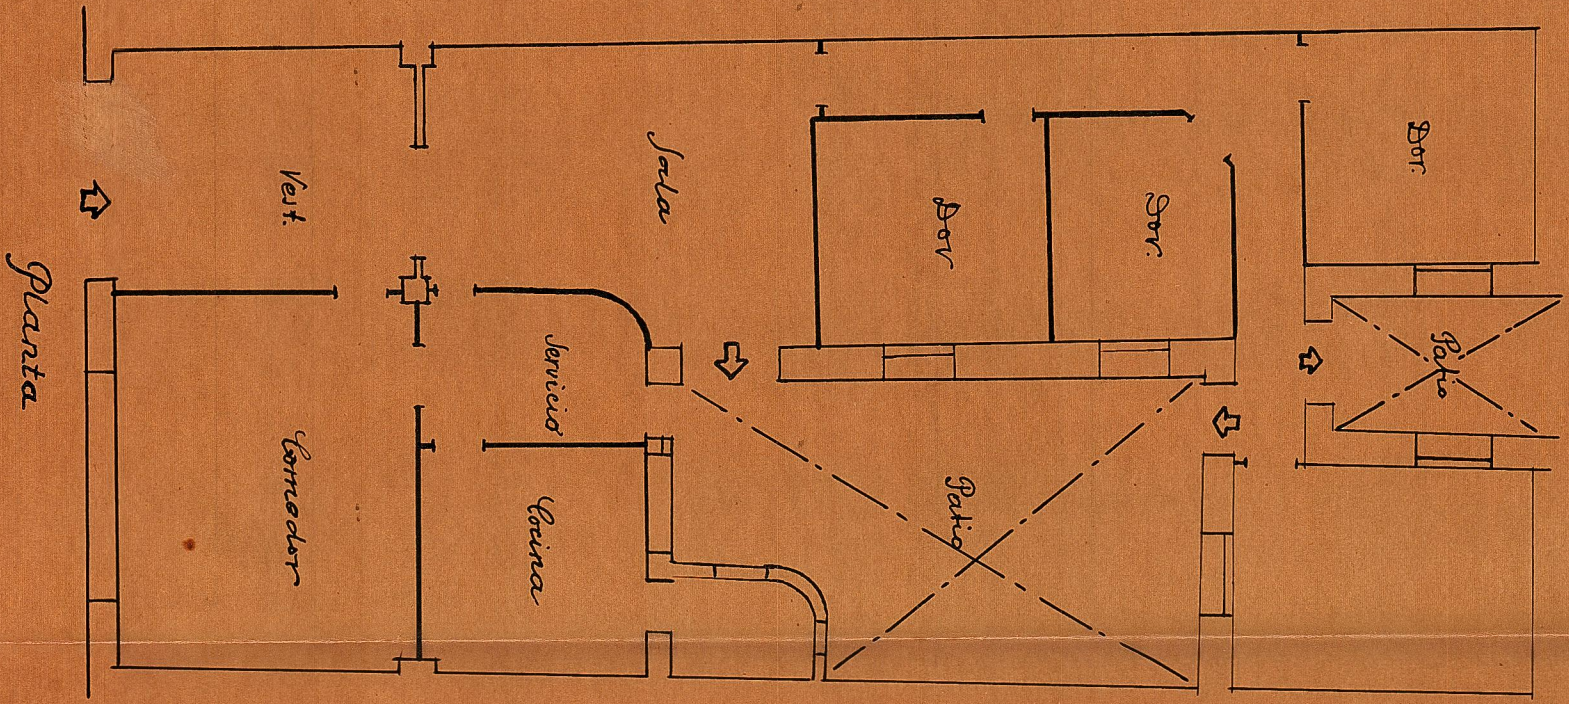 Planta
Vest.
Comedor
Sala
Servicio
Cocina
Dor
Dor.
Patio
Dor.
Patio